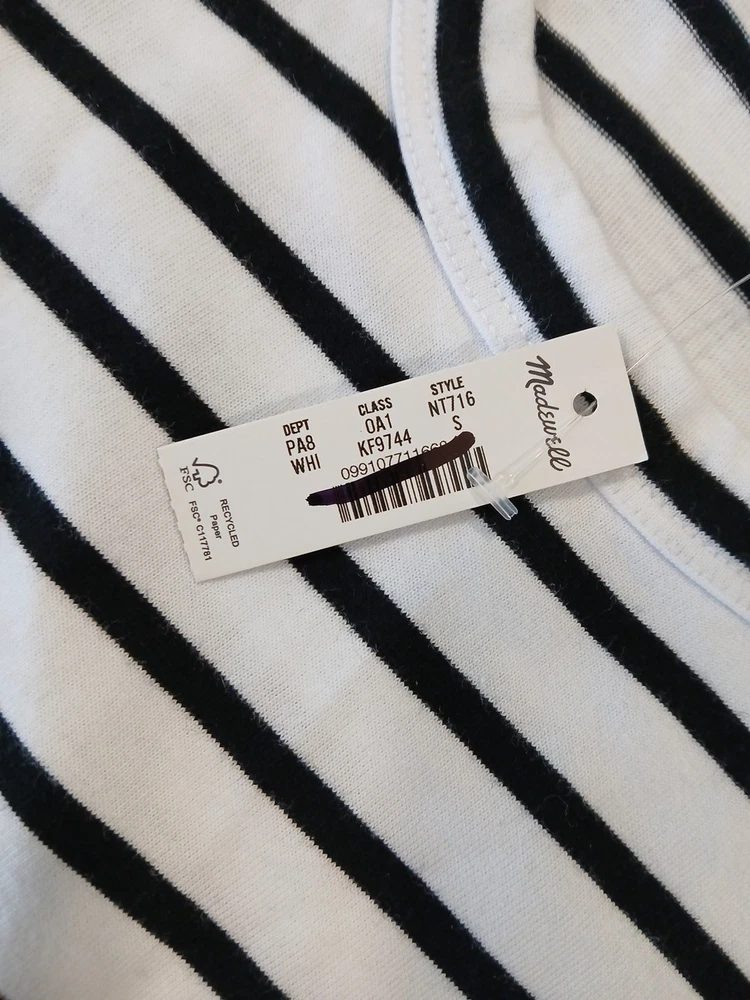 Madewell
DEPT CLASS STYLE
PA8 0A1 NT716
WHI KF9744 S
FSC
FSC® C117781
RECYCLED
Paper